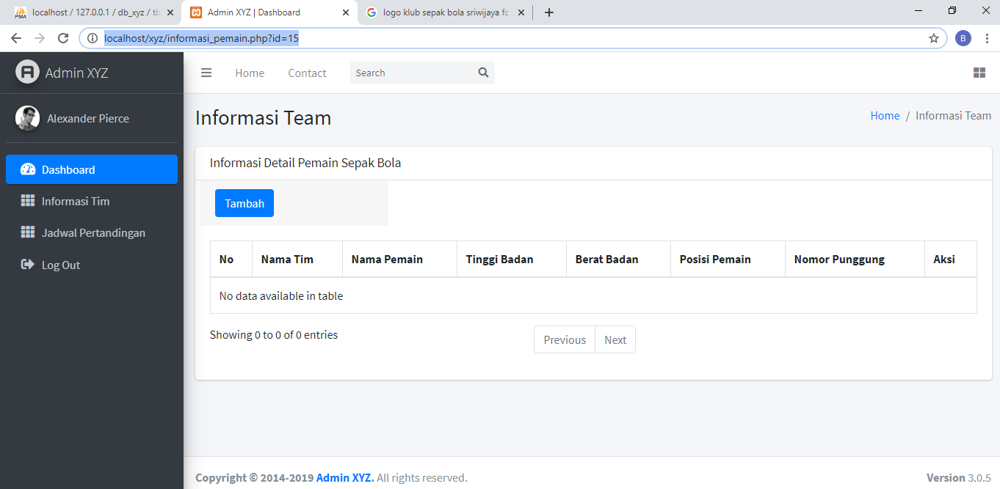 localhost / 127.0.0.1 / db_xyz / tb
Admin XYZ | Dashboard
logo klub sepak bola sriwijaya fc
localhost/xyz/informasi_pemain.php?id=15
B
Admin XYZ
Home
Contact
Search
Alexander Pierce
Informasi Team
Home / Informasi Team
Dashboard
Informasi Tim
Jadwal Pertandingan
Log Out
Informasi Detail Pemain Sepak Bola
Tambah
No Nama Tim Nama Pemain Tinggi Badan Berat Badan Posisi Pemain Nomor Punggung Aksi
No data available in table
Showing 0 to 0 of 0 entries
Previous Next
Copyright © 2014-2019 Admin XYZ. All rights reserved.
Version 3.0.5